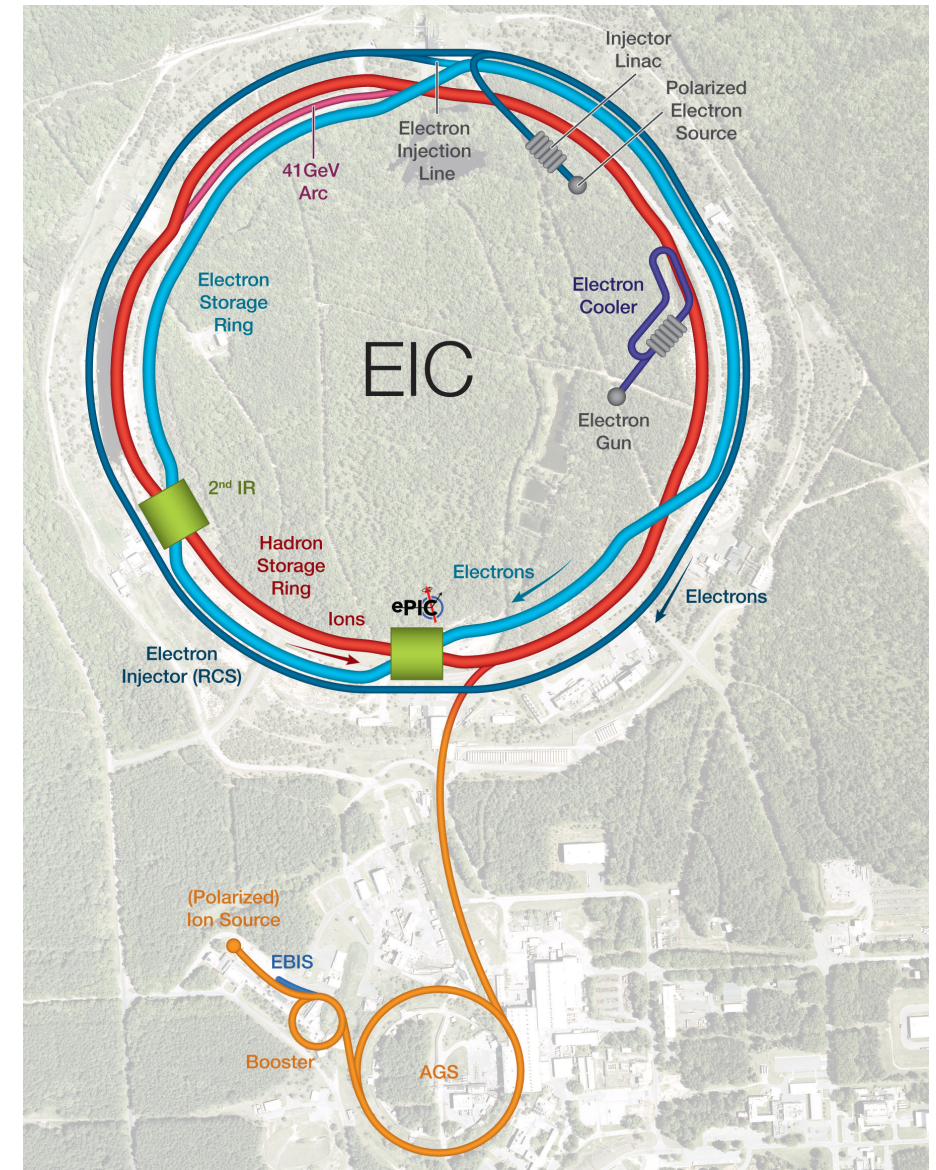 Injector
Linac
Polarized
Electron
Source
Electron
Injection
Line
41GeV
Arc
Electron
Storage
Ring
Electron
Cooler
EIC
Electron
Gun
2nd IR
Hadron
Storage
Ring
Electrons
ePIC
Electrons
Ions
Electron
Injector (RCS)
(Polarized)
Ion Source
EBIS
Booster
AGS